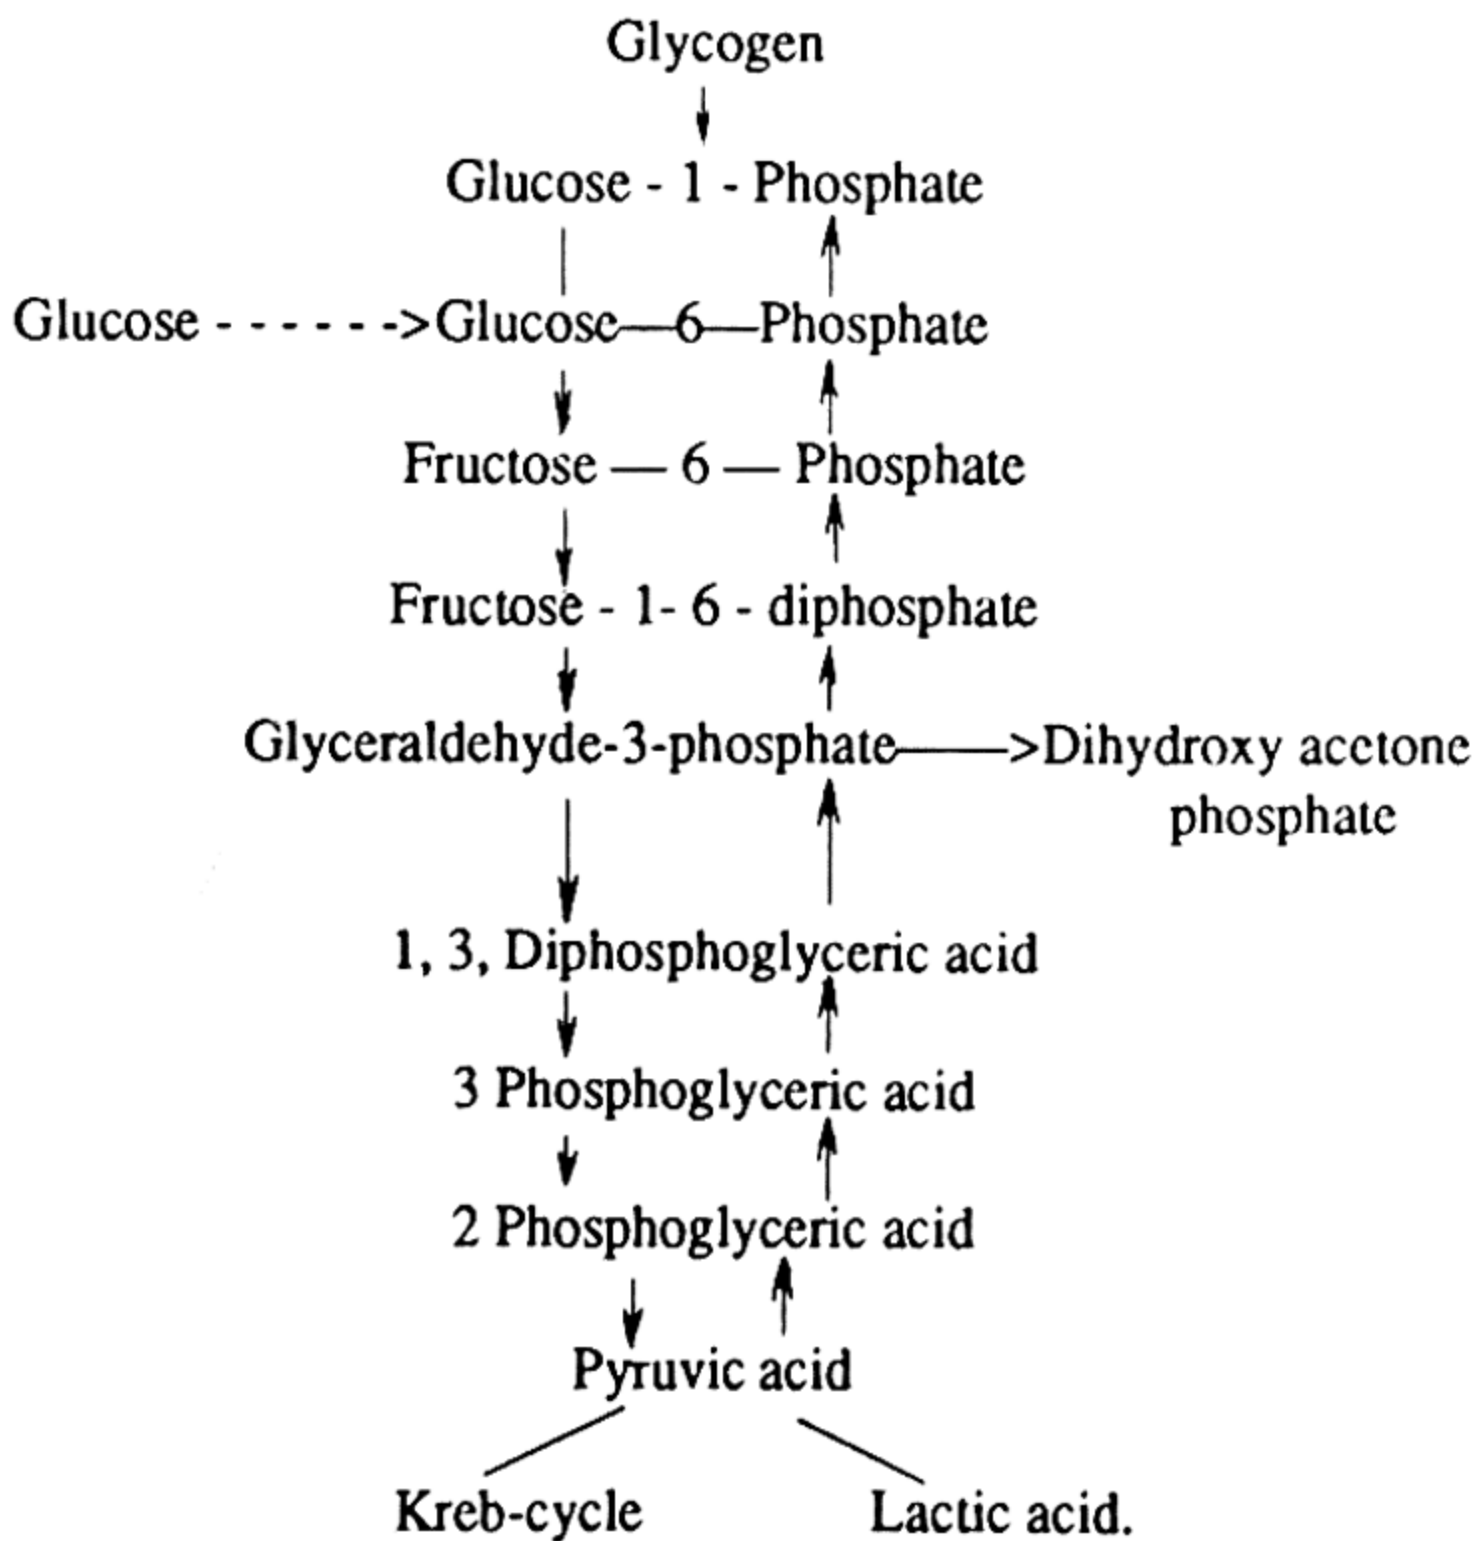 Glycogen
Glucose - 1 - Phosphate
Glucose - - - - - -> Glucose—6—Phosphate
Fructose — 6 — Phosphate
Fructose - 1- 6 - diphosphate
Glyceraldehyde-3-phosphate——>Dihydroxy acetone
phosphate
1, 3, Diphosphoglyceric acid
3 Phosphoglyceric acid
2 Phosphoglyceric acid
Pyruvic acid
Kreb-cycle Lactic acid.